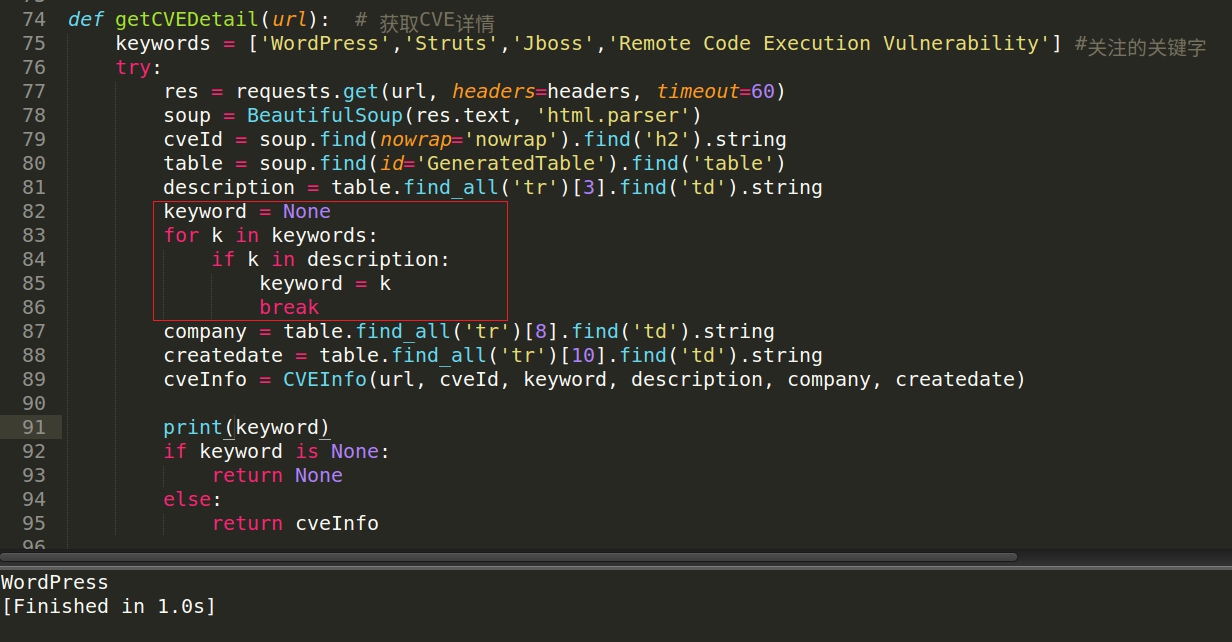 74 def getCVEDetail(url):  # 获取CVE详情
75     keywords = ['WordPress','Struts','Jboss','Remote Code Execution Vulnerability'] #关注的关键字
76     try:
77         res = requests.get(url, headers=headers, timeout=60)
78         soup = BeautifulSoup(res.text, 'html.parser')
79         cveId = soup.find(nowrap='nowrap').find('h2').string
80         table = soup.find(id='GeneratedTable').find('table')
81         description = table.find_all('tr')[3].find('td').string
82         keyword = None
83         for k in keywords:
84             if k in description:
85                 keyword = k
86                 break
87         company = table.find_all('tr')[8].find('td').string
88         createdate = table.find_all('tr')[10].find('td').string
89         cveInfo = CVEInfo(url, cveId, keyword, description, company, createdate)
90
91         print(keyword)
92         if keyword is None:
93             return None
94         else:
95             return cveInfo
96
WordPress
[Finished in 1.0s]